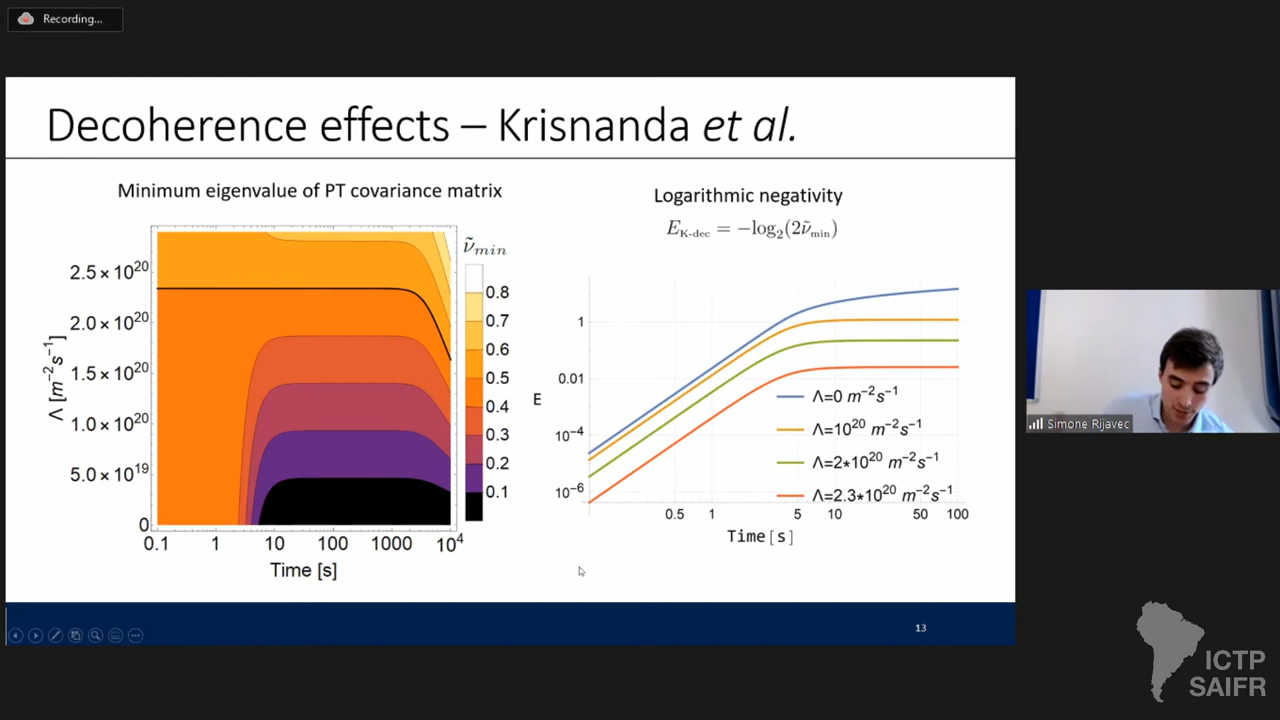 Recording...
Decoherence effects – Krisnanda et al.
Minimum eigenvalue of PT covariance matrix
ν̃min
Λ [m⁻²s⁻¹]
2.5×10²⁰
2.0×10²⁰
1.5×10²⁰
1.0×10²⁰
5.0×10¹⁹
0
0.1 1 10 100 1000 10⁴
Time [s]
0.8
0.7
0.6
0.5
0.4
0.3
0.2
0.1
Logarithmic negativity
E_K-dec = −log₂(2ν̃min)
E
1
0.01
10⁻⁴
10⁻⁶
Λ=0 m⁻²s⁻¹
Λ=10²⁰ m⁻²s⁻¹
Λ=2*10²⁰ m⁻²s⁻¹
Λ=2.3*10²⁰ m⁻²s⁻¹
0.5 1 5 10 50 100
Time[s]
13
Simone Rijavec
ICTP
SAIFR